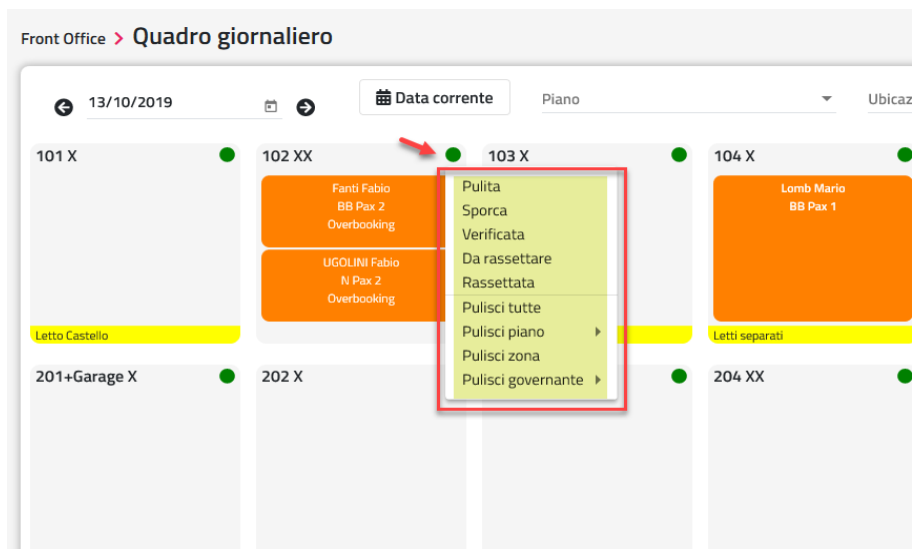 Front Office > Quadro giornaliero
13/10/2019
Data corrente
Piano
Ubicaz
101 X
102 XX
103 X
104 X
Fanti Fabio
BB Pax 2
Overbooking
UGOLINI Fabio
N Pax 2
Overbooking
Pulita
Sporca
Verificata
Da rassettare
Rassettata
Pulisci tutte
Pulisci piano
Pulisci zona
Pulisci governante
Lomb Mario
BB Pax 1
Letto Castello
Letti separati
201+Garage X
202 X
204 XX